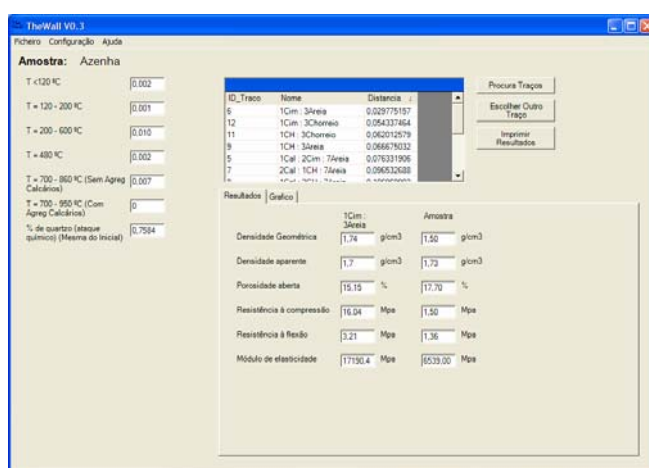 TheWall V0.3
Ficheiro Configuração Ajuda
Amostra: Azenha
T <120 ºC 0.002
T = 120 - 200 ºC 0.001
T = 200 - 600 ºC 0,010
T = 480 ºC 0.002
T = 700 - 860 ºC (Sem Agreg Calcários) 0.007
T = 700 - 950 ºC (Com Agreg Calcários) 0
% de quartzo (ataque químico) (Mesma do Inicial) 0,7584
ID_Traco Nome Distancia
6 1Cim : 3Areia 0,029775157
12 1Cim : 3Chorreio 0,054337464
11 1CH : 3Chorreio 0,062012579
9 1CH : 3Areia 0,066675032
5 1Cal : 2Cim : 7Areia 0,076331906
7 2Cal : 1CH : 7Areia 0,096532688
Procura Traços
Escolher Outro Traço
Imprimir Resultados
Resultados Grafico
1Cim : 3Areia Amostra
Densidade Geométrica 1,74 g/cm3 1,50 g/cm3
Densidade aparente 1,7 g/cm3 1,73 g/cm3
Porosidade aberta 15,15 % 17,70 %
Resistência à compressão 16,04 Mpa 1,50 Mpa
Resistência à flexão 3,21 Mpa 1,36 Mpa
Módulo de elasticidade 17190,4 Mpa 6539,00 Mpa